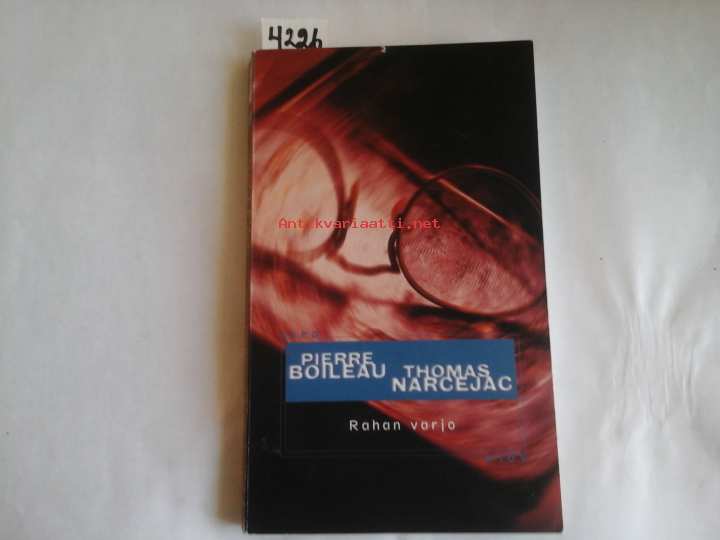 4226
Antikvariaatti.net
PIERRE
BOILEAU
THOMAS
NARCEJAC
Rahan varjo